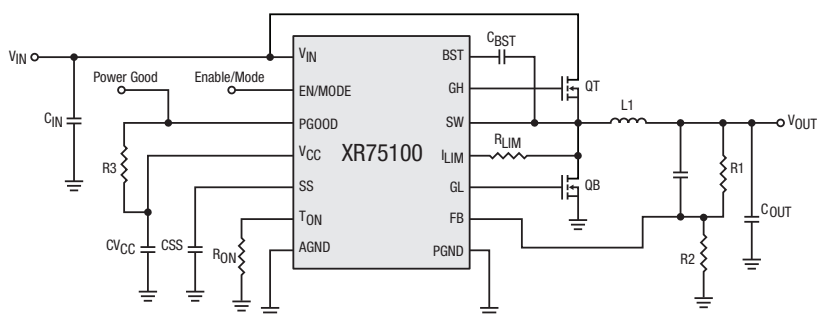 VIN
Power Good
Enable/Mode
CIN
R3
CVCC
CSS
RON
VIN
EN/MODE
PGOOD
VCC
SS
TON
AGND
XR75100
BST
GH
SW
ILIM
GL
FB
PGND
CBST
QT
L1
VOUT
RLIM
QB
R1
COUT
R2